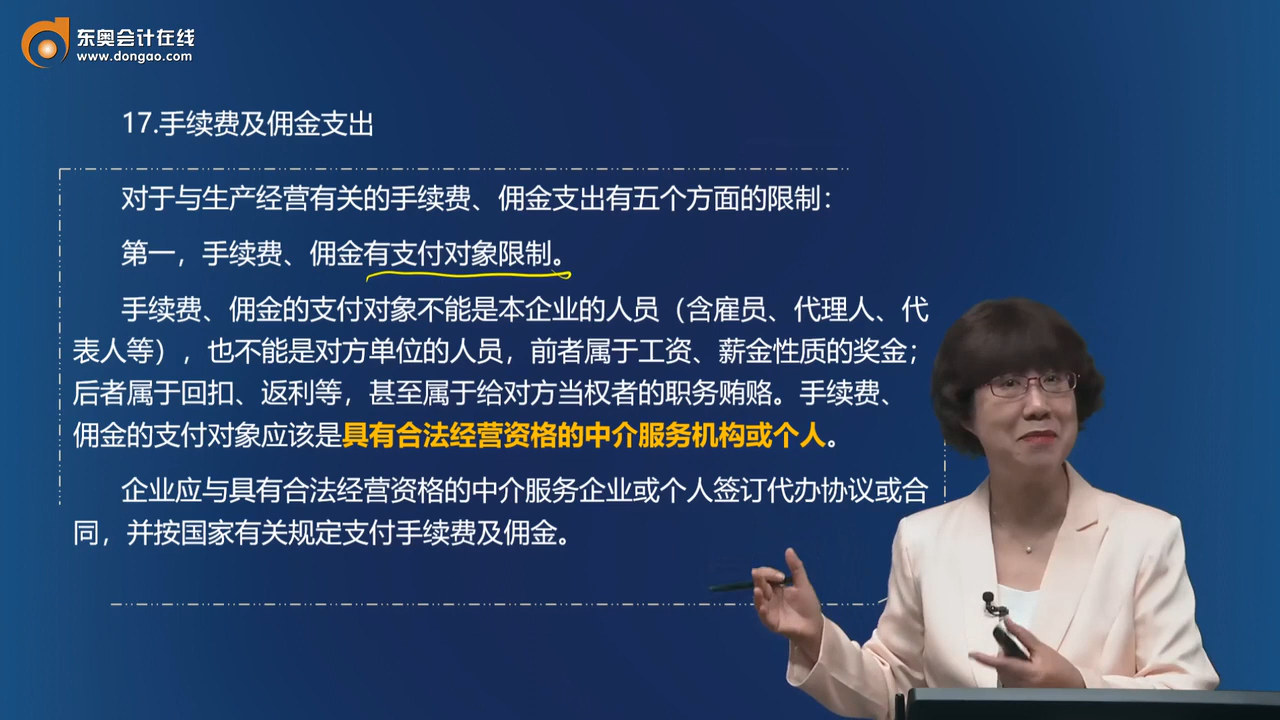 东奥会计在线
www.dongao.com
17.手续费及佣金支出
对于与生产经营有关的手续费、佣金支出有五个方面的限制：
第一，手续费、佣金有支付对象限制。
手续费、佣金的支付对象不能是本企业的人员（含雇员、代理人、代
表人等），也不能是对方单位的人员，前者属于工资、薪金性质的奖金；
后者属于回扣、返利等，甚至属于给对方当权者的职务贿赂。手续费、
佣金的支付对象应该是具有合法经营资格的中介服务机构或个人。
企业应与具有合法经营资格的中介服务企业或个人签订代办协议或合
同，并按国家有关规定支付手续费及佣金。